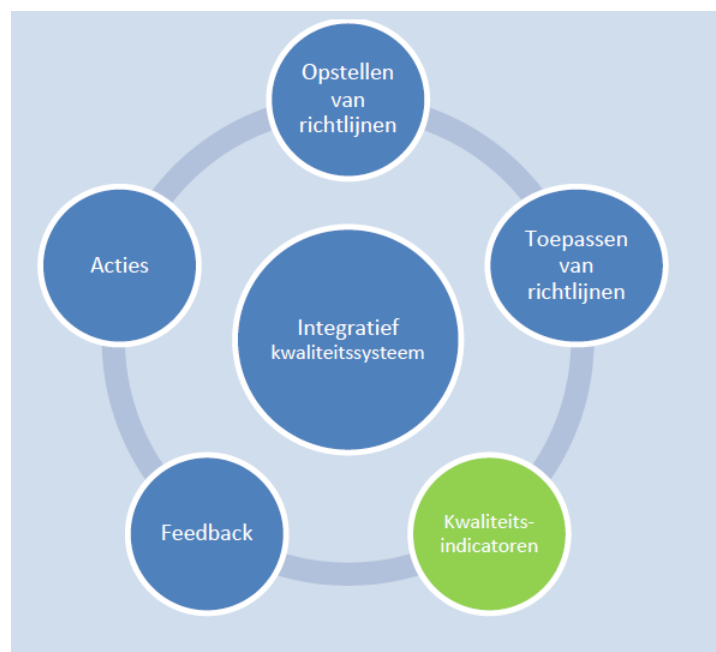 Opstellen
van
richtlijnen
Acties
Toepassen
van
richtlijnen
Integratief
kwaliteitssysteem
Feedback
Kwaliteits-
indicatoren